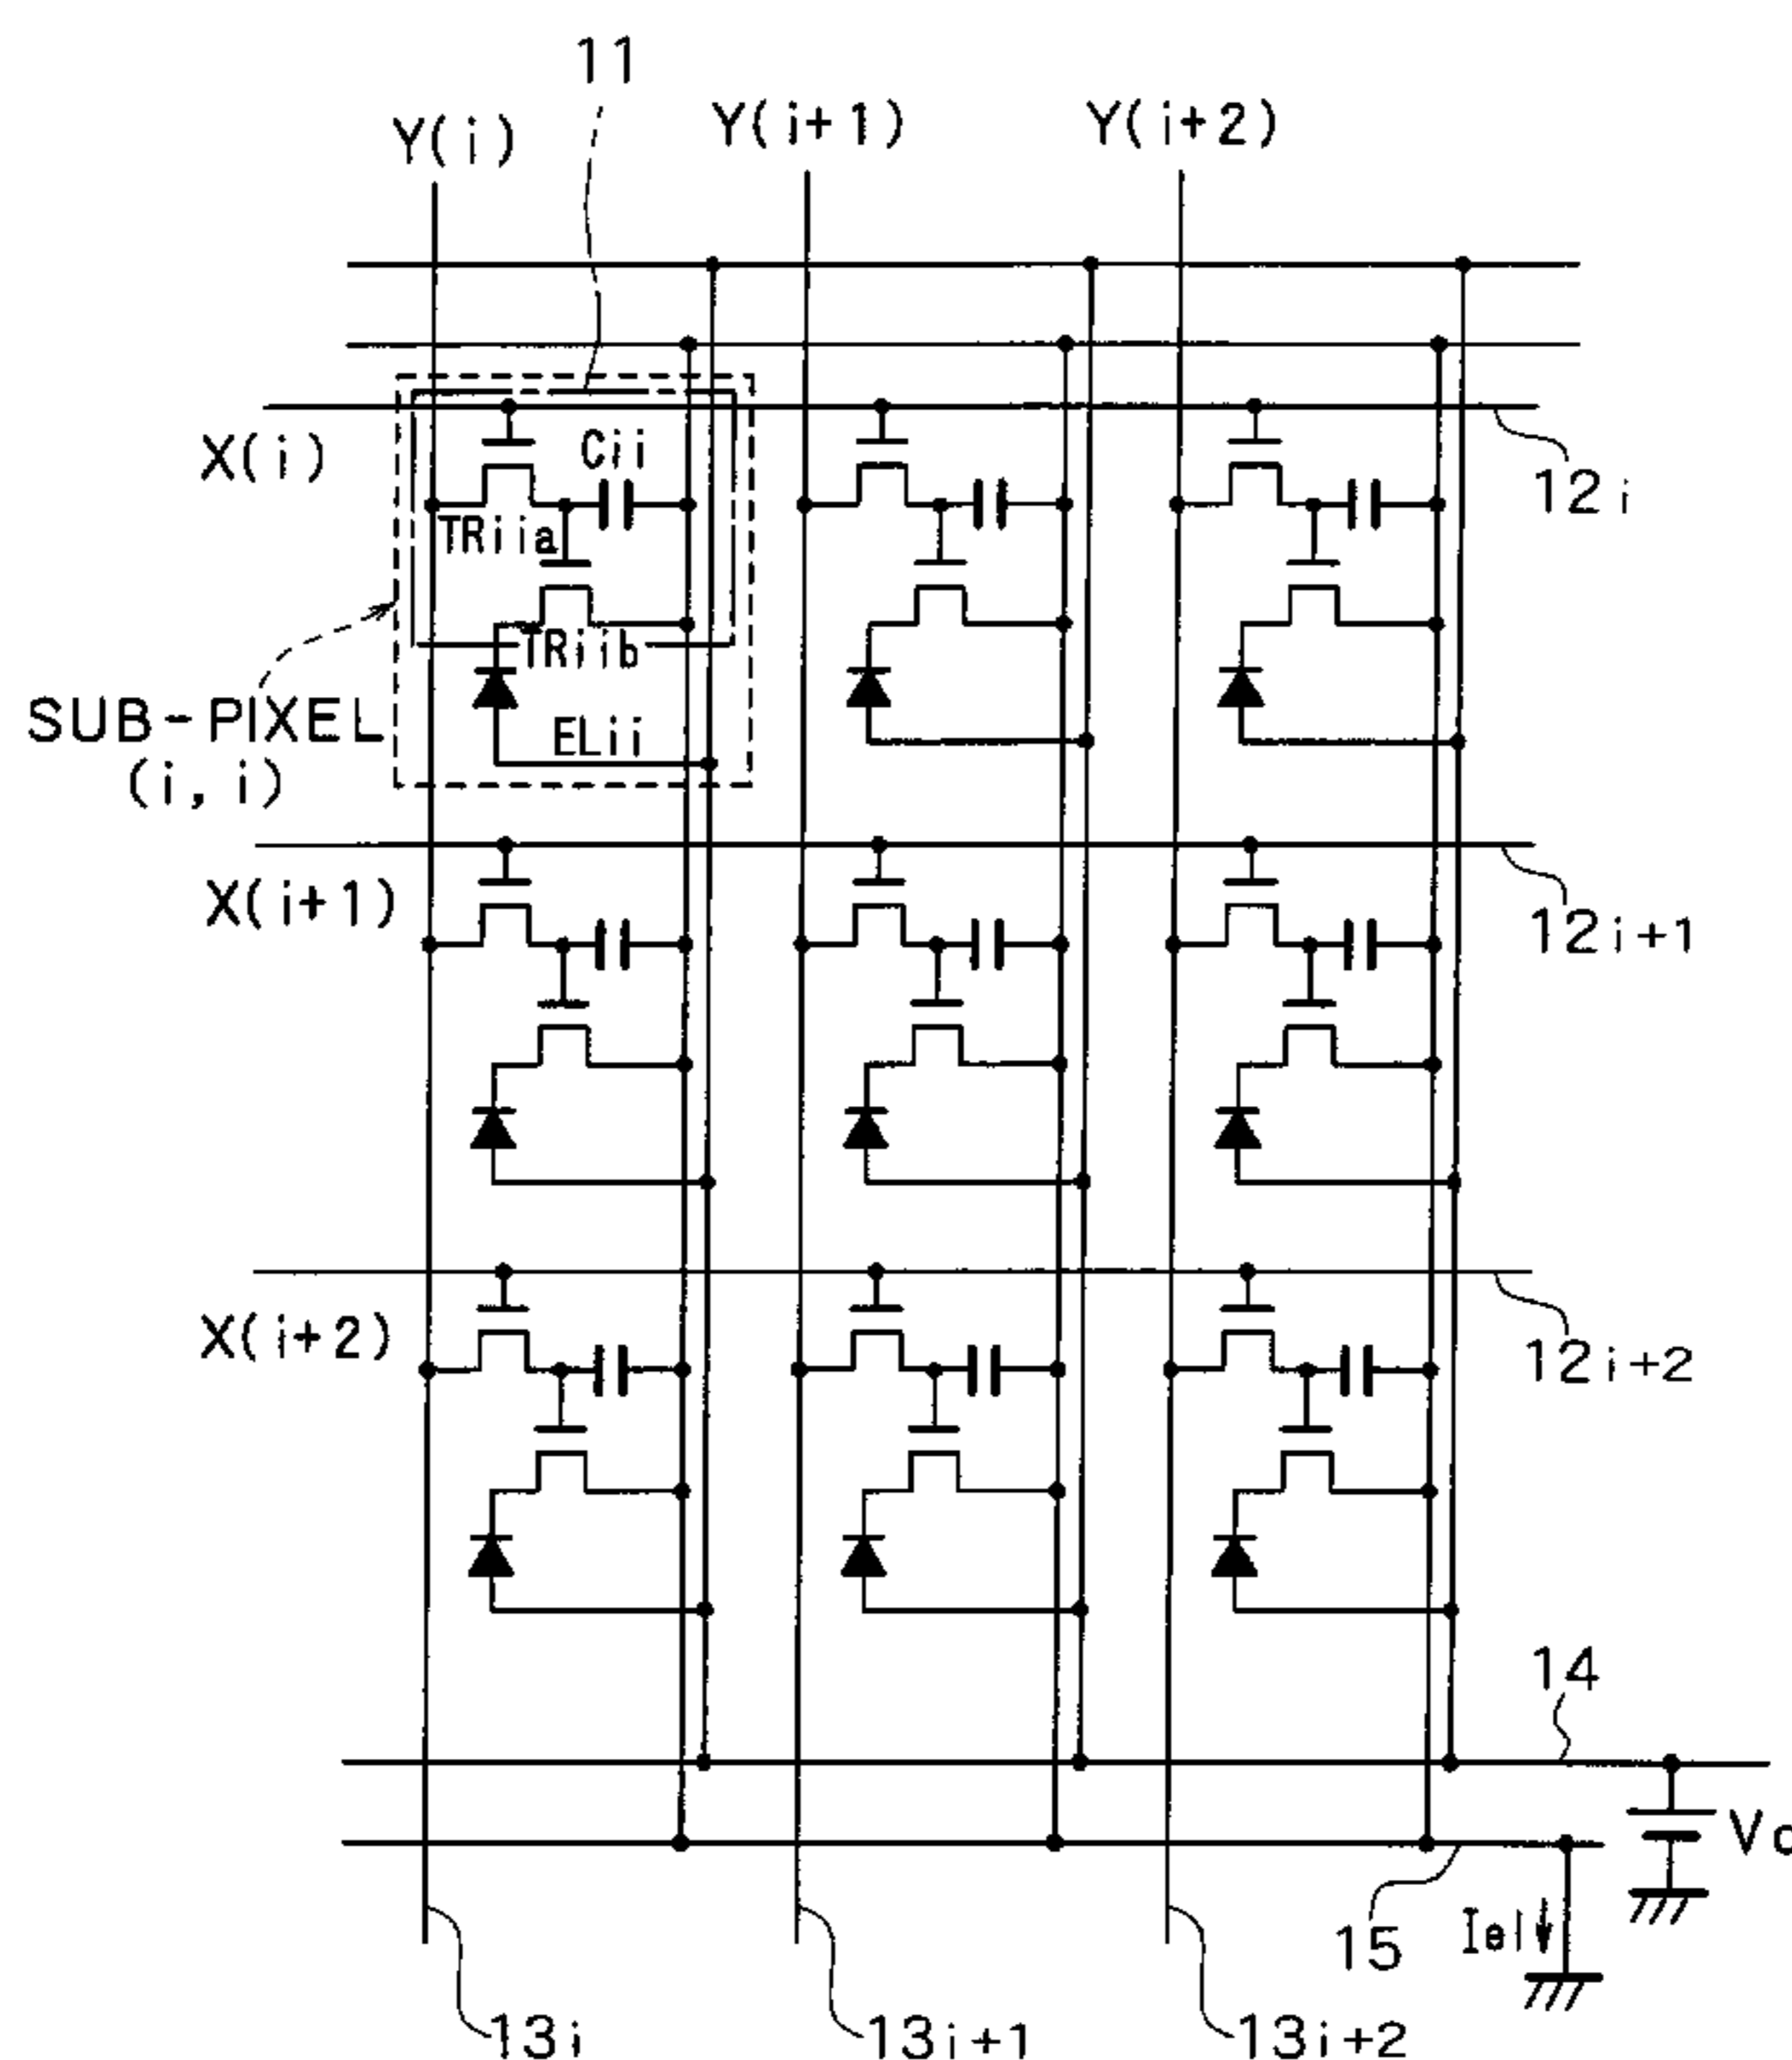 11
Y(i)
Y(i+1)
Y(i+2)
X(i)
Cii
12i
TRiia
TRiib
SUB-PIXEL
(i, i)
ELii
X(i+1)
12i+1
X(i+2)
12i+2
14
15
Iel
13i
13i+1
13i+2